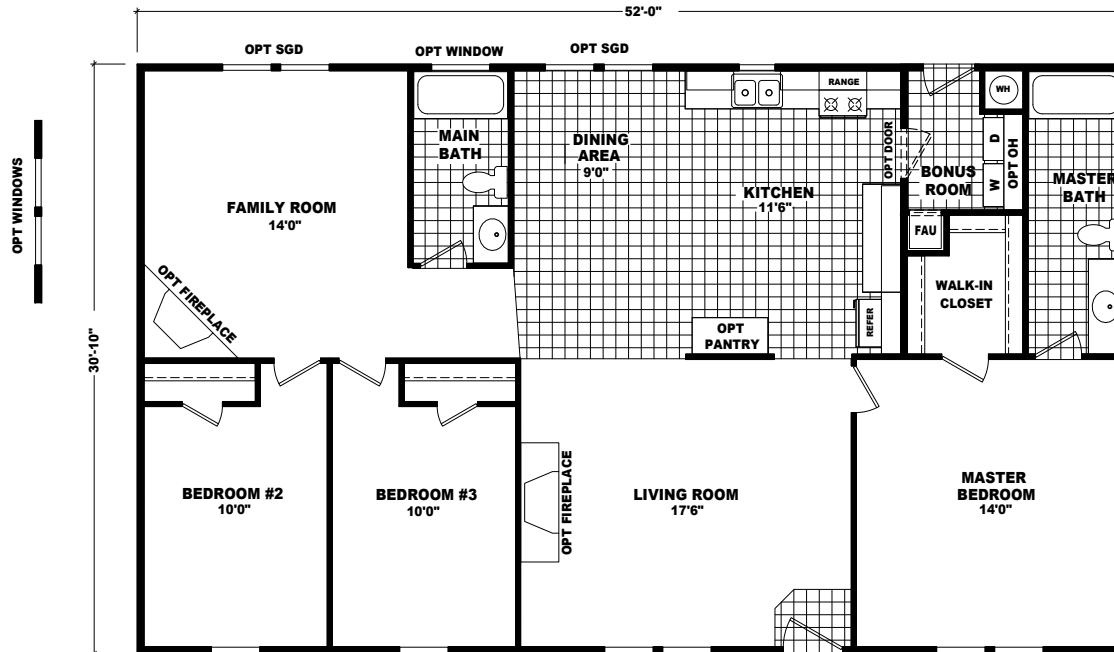 52'-0"
OPT SGD
OPT WINDOW
OPT SGD
RANGE
WH
MAIN
BATH
DINING
AREA
9'0"
OPT DOOR
D
W
OPT OH
BONUS
ROOM
MASTER
BATH
OPT WINDOWS
FAMILY ROOM
14'0"
KITCHEN
11'6"
FAU
OPT FIREPLACE
WALK-IN
CLOSET
REFER
OPT
PANTRY
30'-10"
BEDROOM #2
10'0"
BEDROOM #3
10'0"
OPT FIREPLACE
LIVING ROOM
17'6"
MASTER
BEDROOM
14'0"